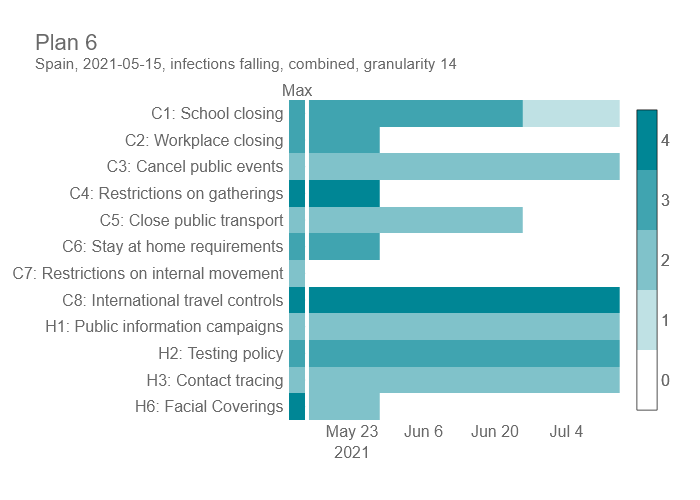 Plan 6
Spain, 2021-05-15, infections falling, combined, granularity 14
Max
C1: School closing
C2: Workplace closing
C3: Cancel public events
C4: Restrictions on gatherings
C5: Close public transport
C6: Stay at home requirements
C7: Restrictions on internal movement
C8: International travel controls
H1: Public information campaigns
H2: Testing policy
H3: Contact tracing
H6: Facial Coverings
May 23 Jun 6 Jun 20 Jul 4
2021
4
3
2
1
0